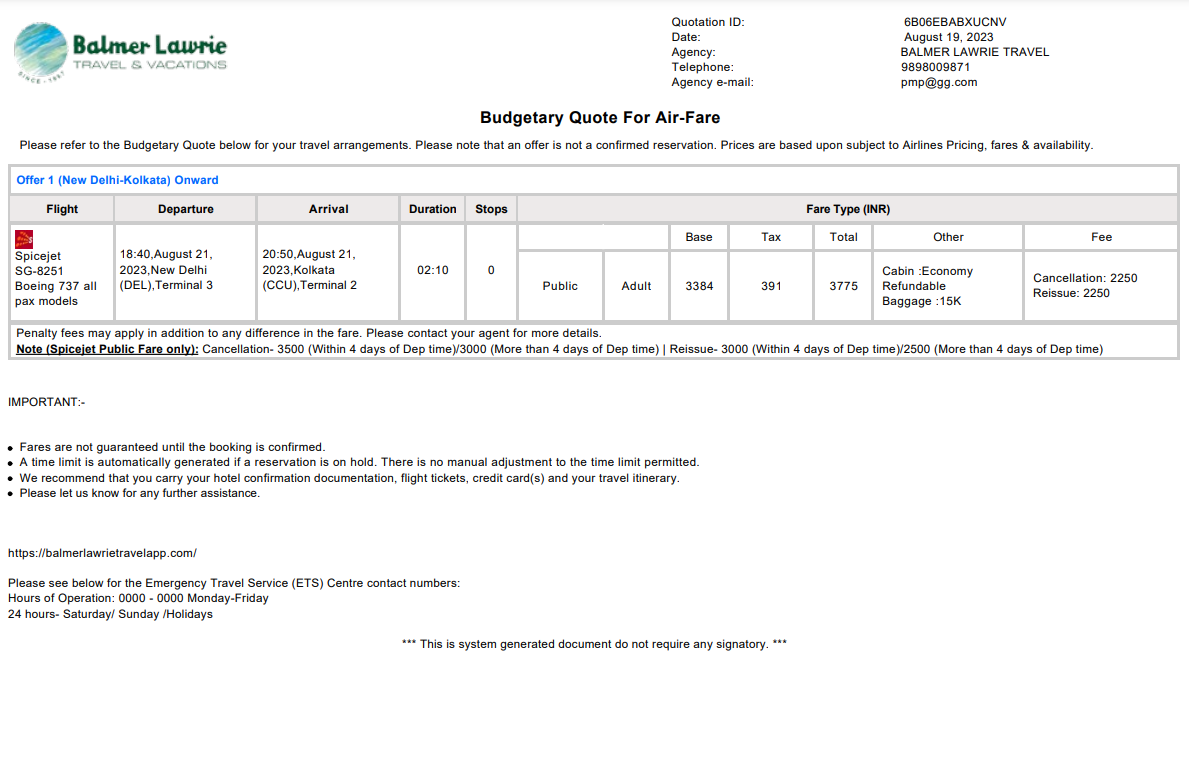 Balmer Lawrie
TRAVEL & VACATIONS
SINCE - 1867
Quotation ID: 6B06EBABXUCNV
Date: August 19, 2023
Agency: BALMER LAWRIE TRAVEL
Telephone: 9898009871
Agency e-mail: pmp@gg.com
Budgetary Quote For Air-Fare
Please refer to the Budgetary Quote below for your travel arrangements. Please note that an offer is not a confirmed reservation. Prices are based upon subject to Airlines Pricing, fares & availability.
Offer 1 (New Delhi-Kolkata) Onward
Flight Departure Arrival Duration Stops Fare Type (INR)
Base Tax Total Other Fee
Spicejet
SG-8251
Boeing 737 all
pax models
18:40,August 21,
2023,New Delhi
(DEL),Terminal 3
20:50,August 21,
2023,Kolkata
(CCU),Terminal 2
02:10
0
Public
Adult
3384
391
3775
Cabin :Economy
Refundable
Baggage :15K
Cancellation: 2250
Reissue: 2250
Penalty fees may apply in addition to any difference in the fare. Please contact your agent for more details.
Note (Spicejet Public Fare only): Cancellation- 3500 (Within 4 days of Dep time)/3000 (More than 4 days of Dep time) | Reissue- 3000 (Within 4 days of Dep time)/2500 (More than 4 days of Dep time)
IMPORTANT:-
• Fares are not guaranteed until the booking is confirmed.
• A time limit is automatically generated if a reservation is on hold. There is no manual adjustment to the time limit permitted.
• We recommend that you carry your hotel confirmation documentation, flight tickets, credit card(s) and your travel itinerary.
• Please let us know for any further assistance.
https://balmerlawrietravelapp.com/
Please see below for the Emergency Travel Service (ETS) Centre contact numbers:
Hours of Operation: 0000 - 0000 Monday-Friday
24 hours- Saturday/ Sunday /Holidays
*** This is system generated document do not require any signatory. ***